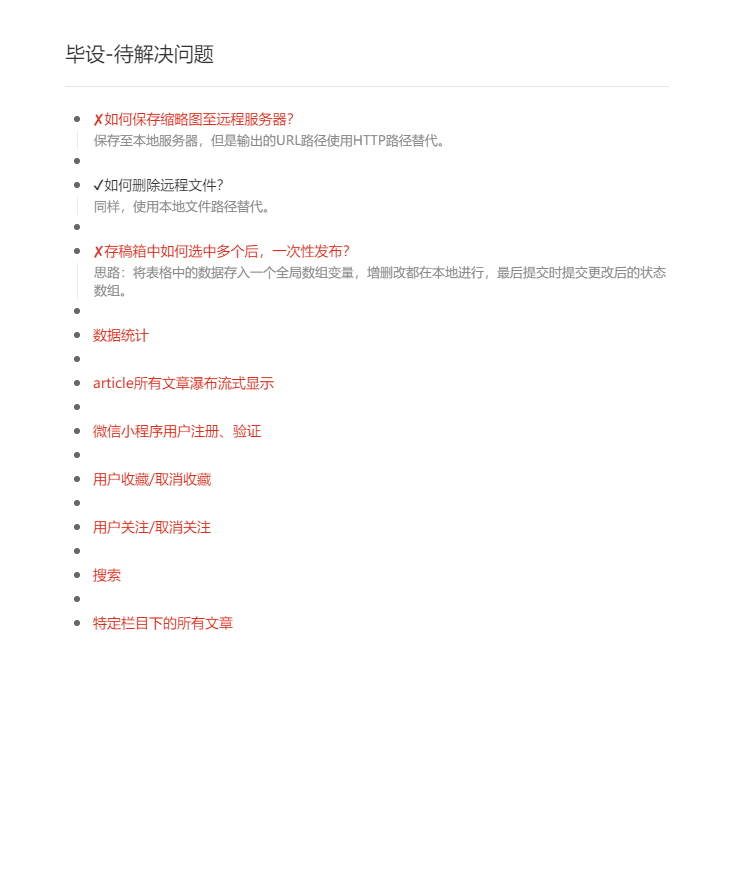 毕设-待解决问题
✘如何保存缩略图至远程服务器？
保存至本地服务器，但是输出的URL路径使用HTTP路径替代。
✔如何删除远程文件？
同样，使用本地文件路径替代。
✘存稿箱中如何选中多个后，一次性发布？
思路：将表格中的数据存入一个全局数组变量，增删改都在本地进行，最后提交时提交更改后的状态
数组。
数据统计
article所有文章瀑布流式显示
微信小程序用户注册、验证
用户收藏/取消收藏
用户关注/取消关注
搜索
特定栏目下的所有文章